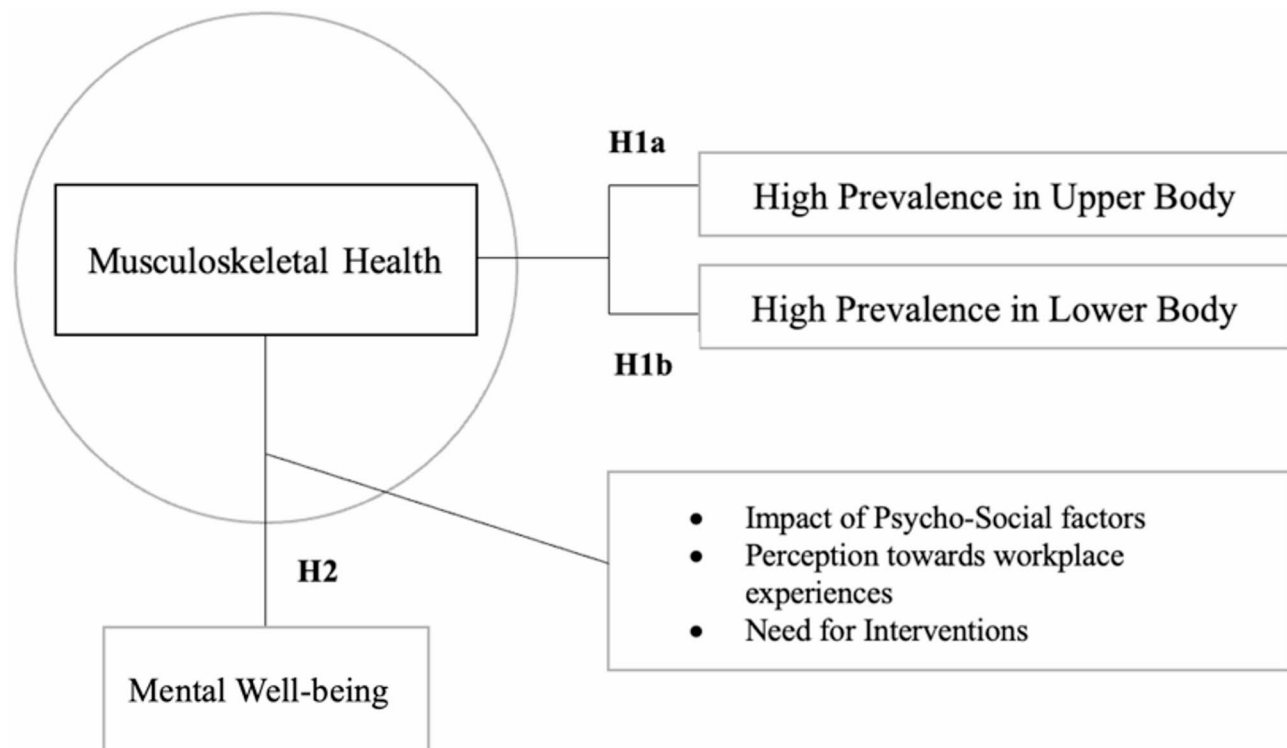 H1a
High Prevalence in Upper Body
Musculoskeletal Health
High Prevalence in Lower Body
H1b
• Impact of Psycho-Social factors
• Perception towards workplace
experiences
• Need for Interventions
H2
Mental Well-being